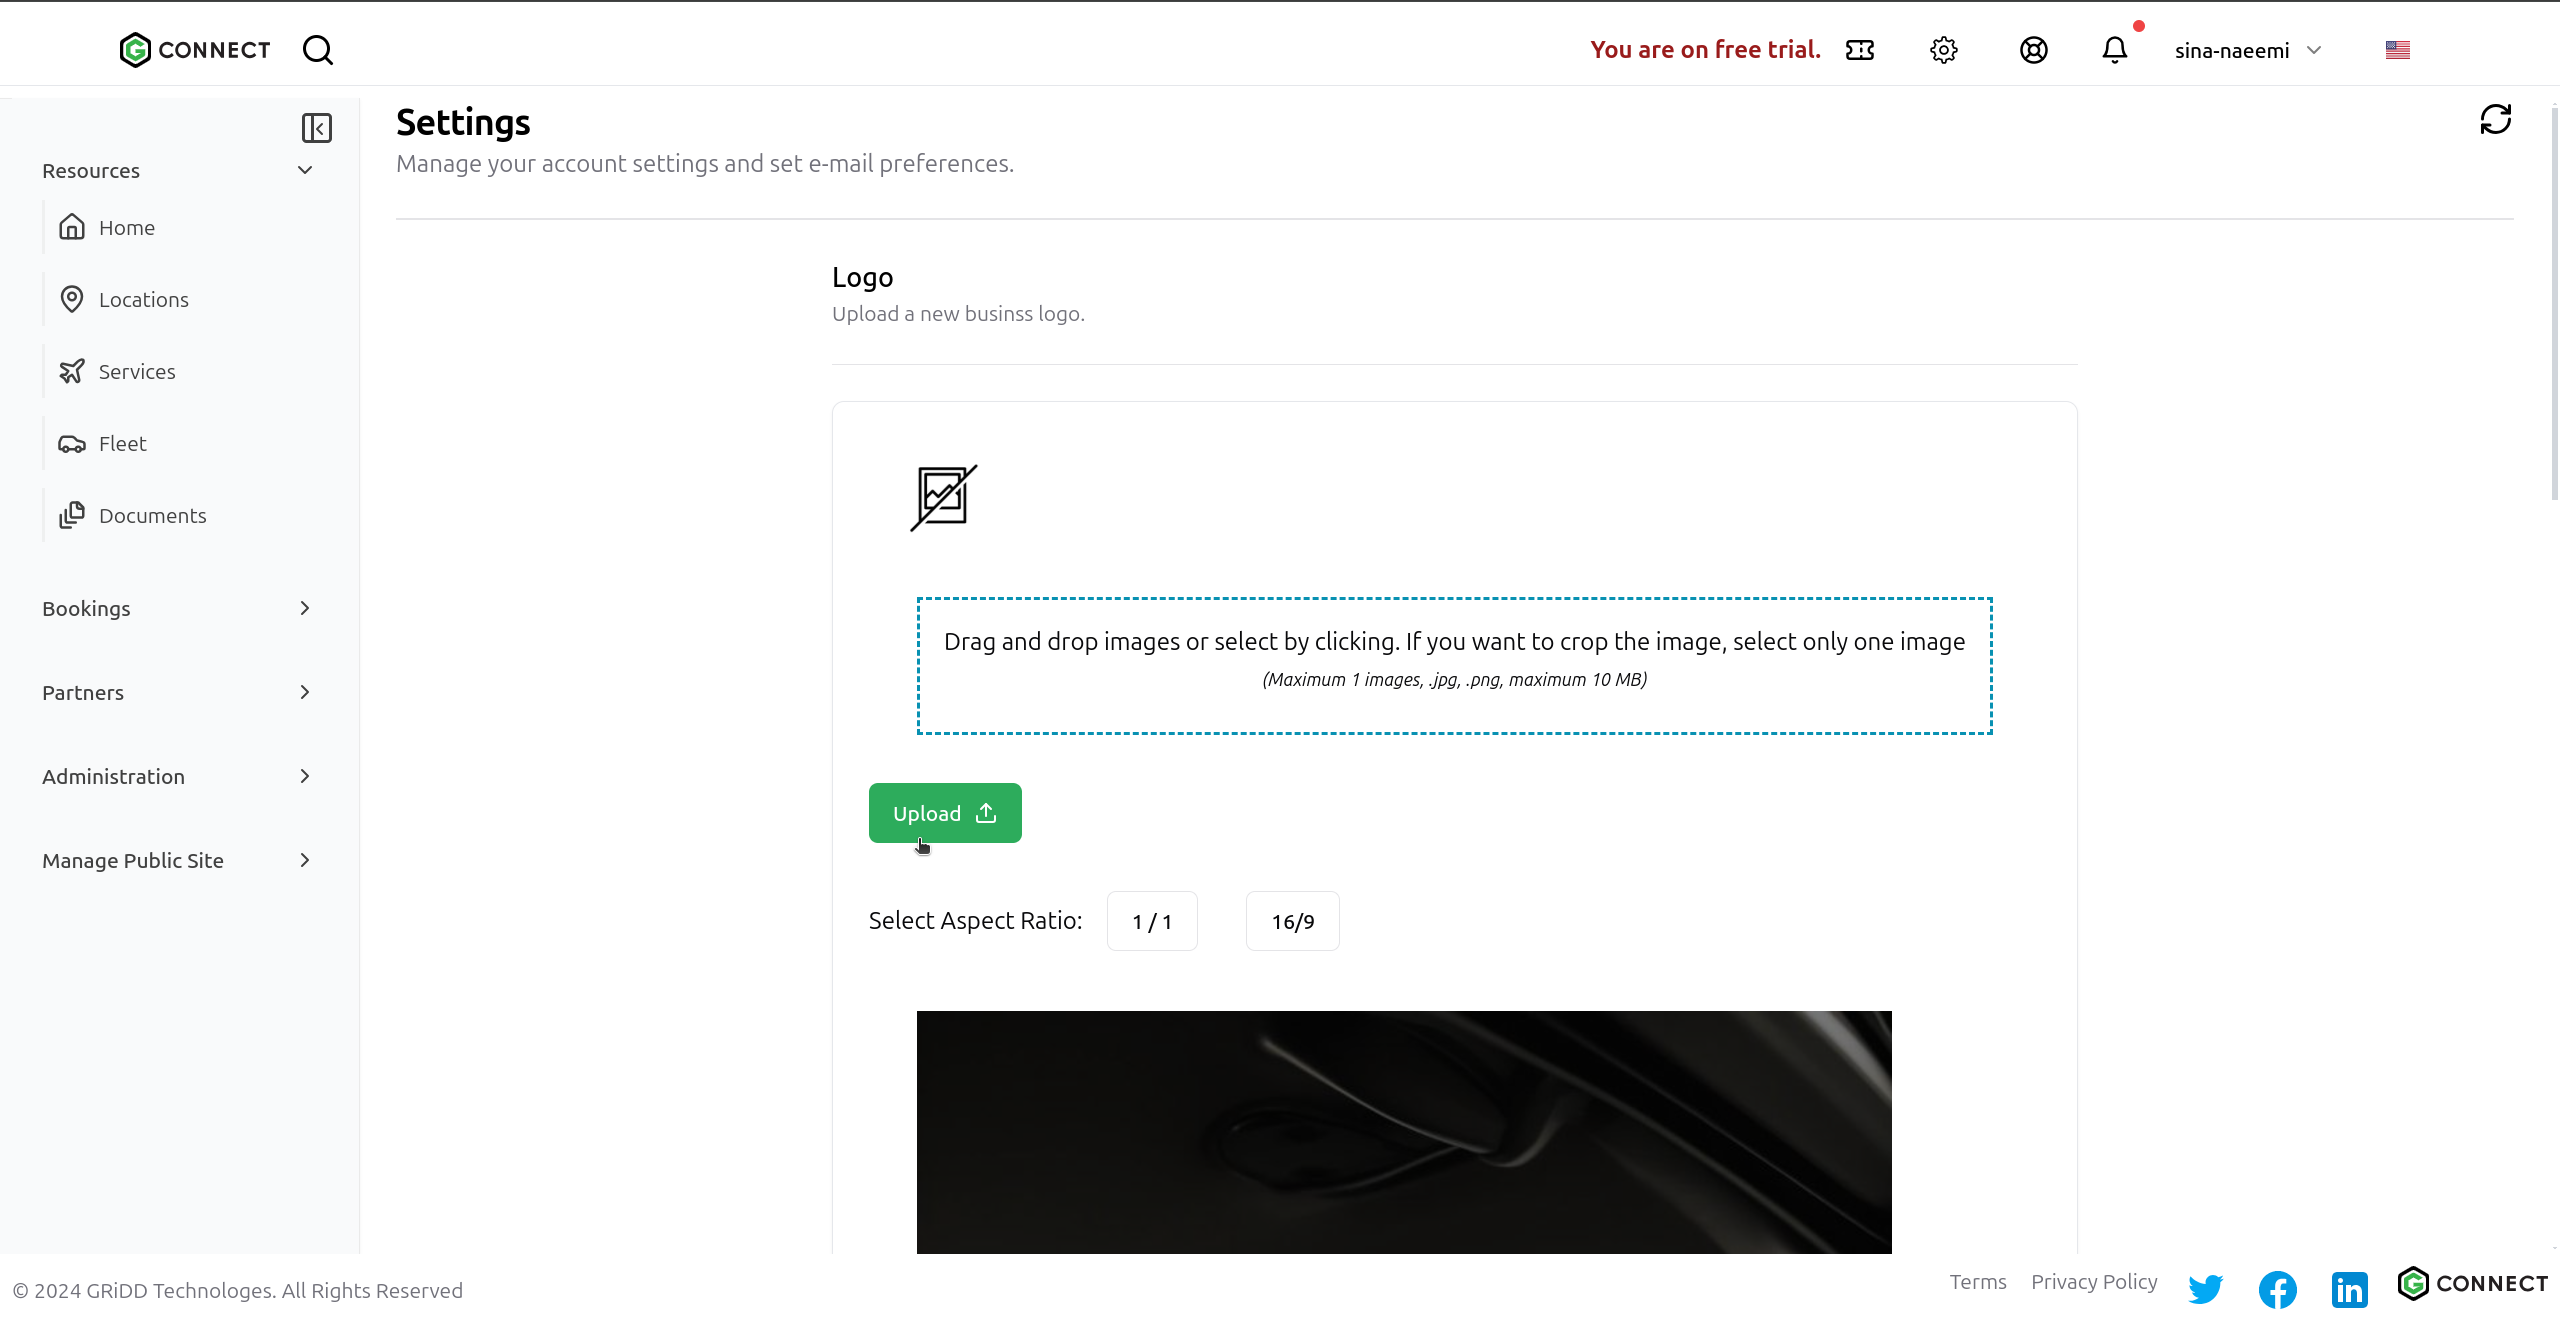 CONNECT
You are on free trial.
sina-naeemi
Resources
Home
Locations
Services
Fleet
Documents
Bookings
Partners
Administration
Manage Public Site
Settings
Manage your account settings and set e-mail preferences.
Logo
Upload a new businss logo.
Drag and drop images or select by clicking. If you want to crop the image, select only one image
(Maximum 1 images, .jpg, .png, maximum 10 MB)
Upload
Select Aspect Ratio: 1 / 1 16/9
© 2024 GRiDD Technologes. All Rights Reserved
Terms Privacy Policy
CONNECT